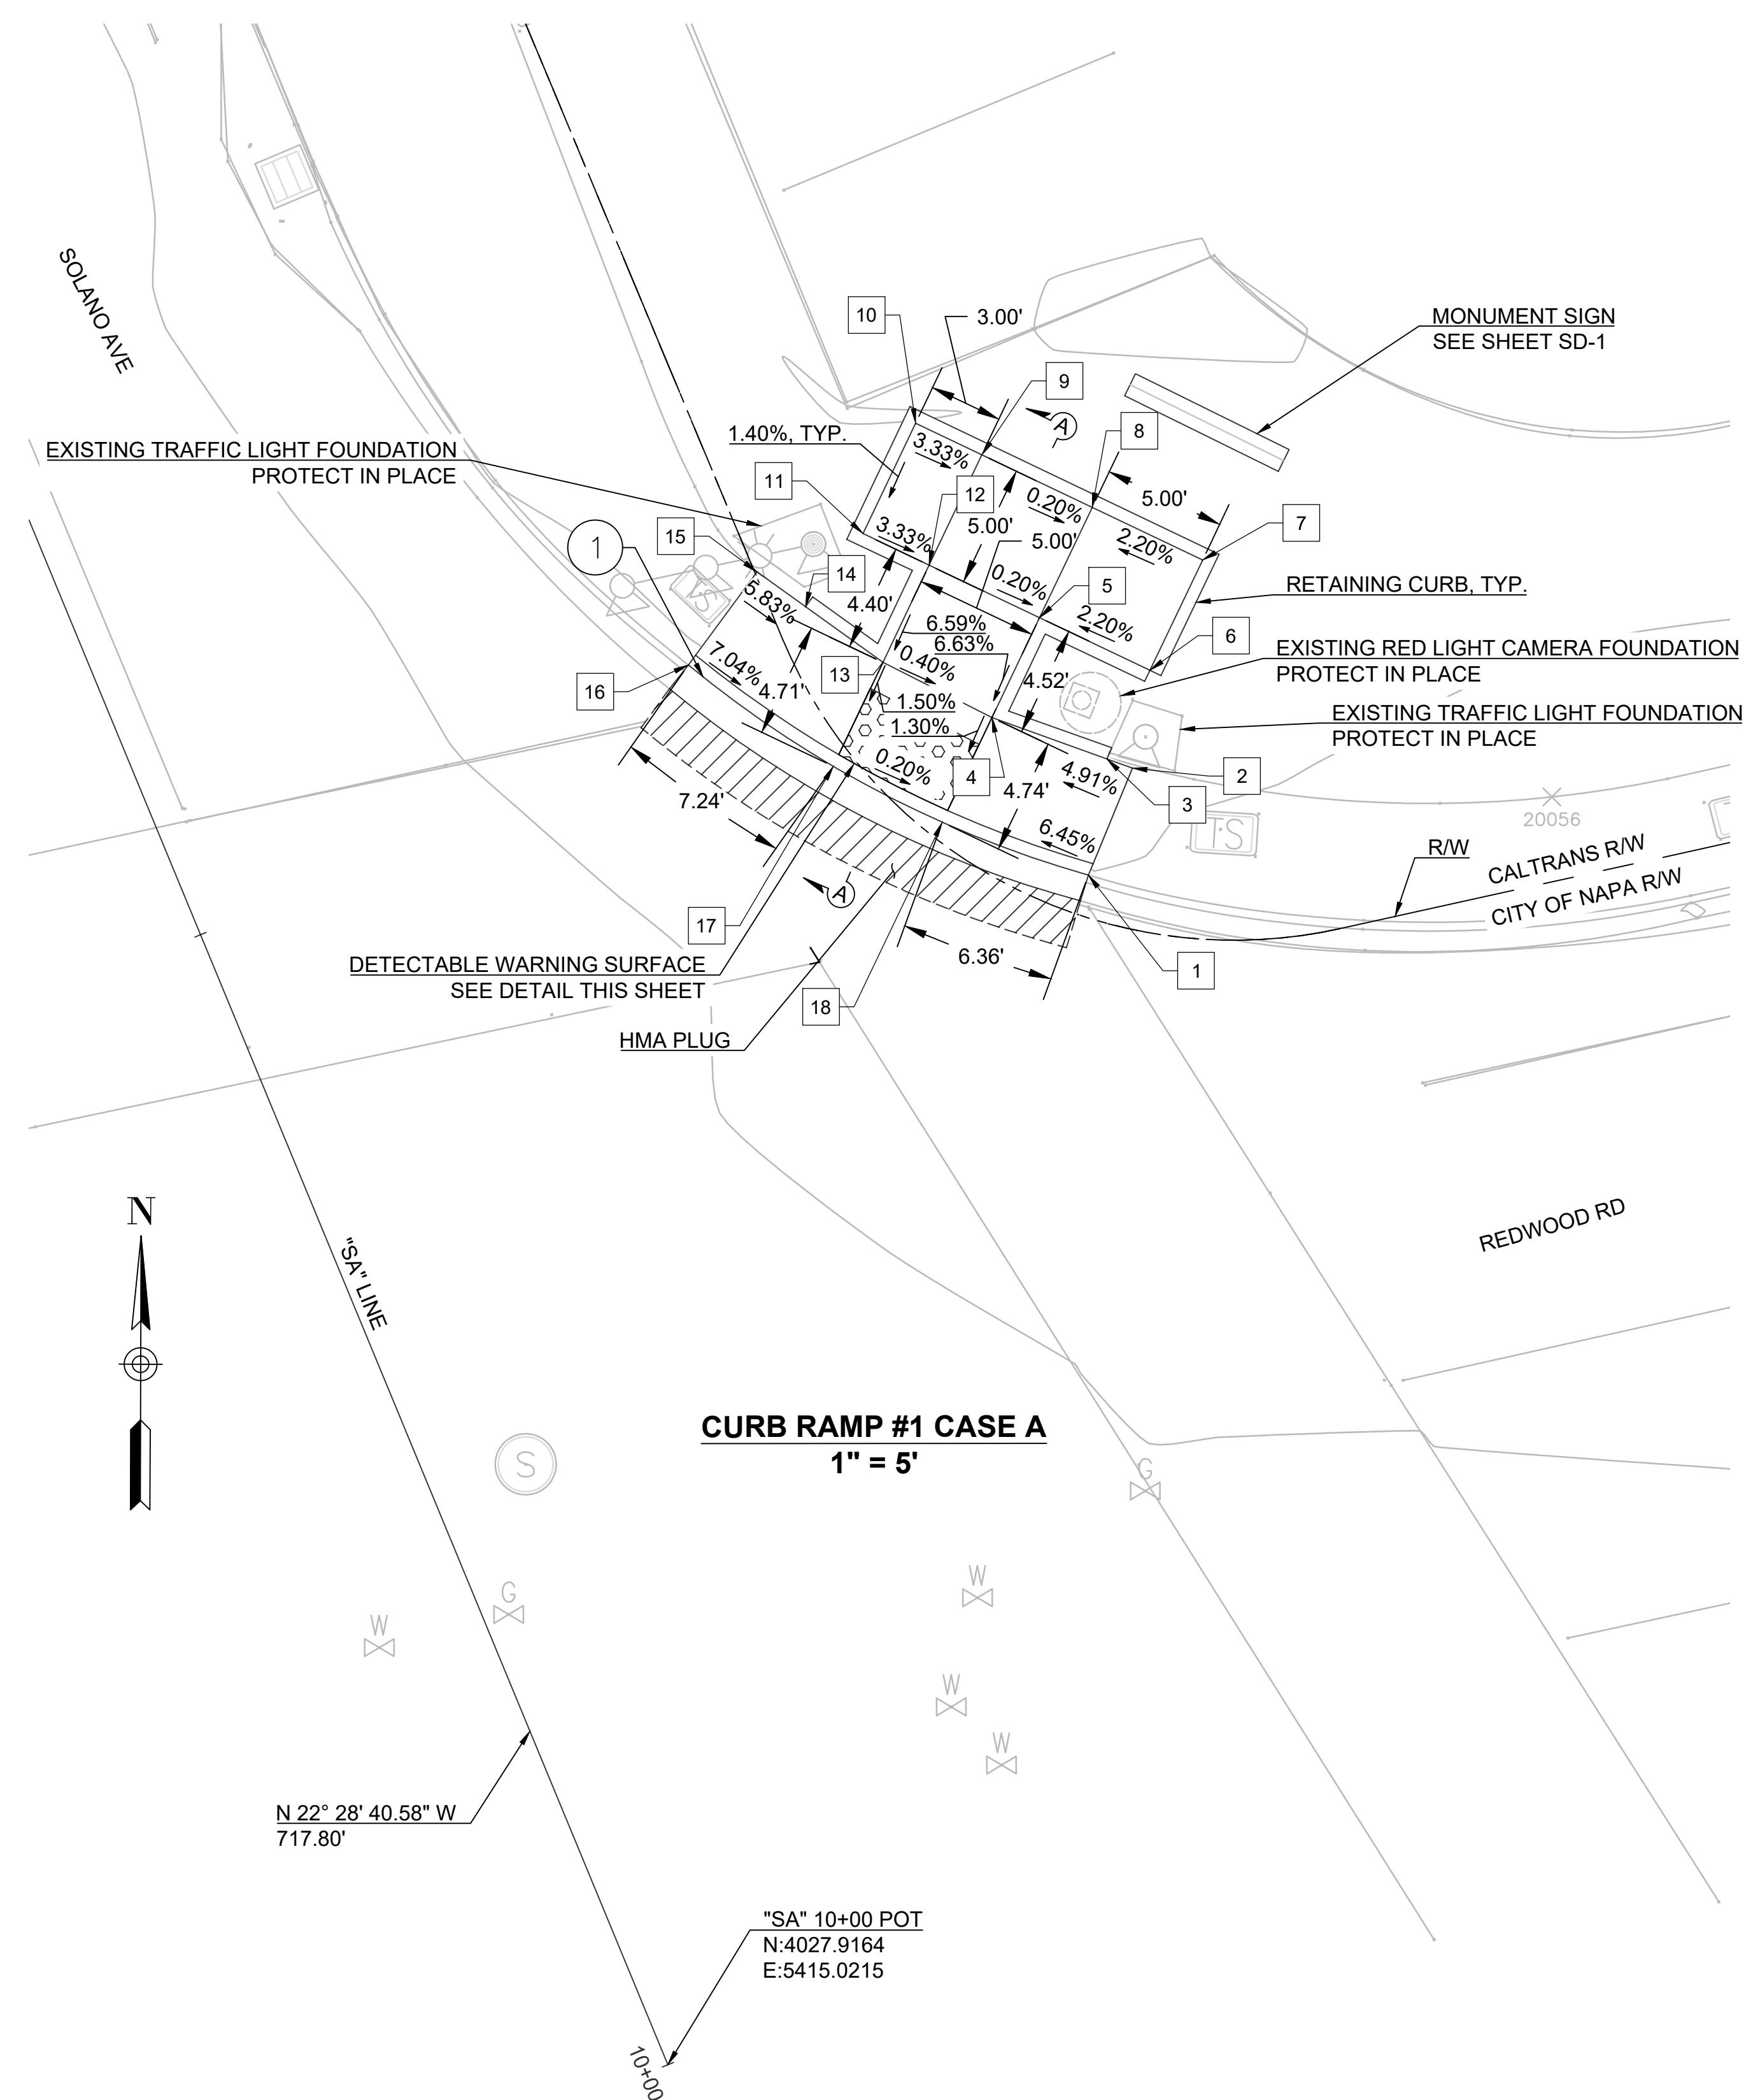 SOLANO AVE
MONUMENT SIGN
SEE SHEET SD-1
10
3.00'
9
8
EXISTING TRAFFIC LIGHT FOUNDATION
PROTECT IN PLACE
1.40%, TYP.
3.33%
A
11
12
0.20%
5.00'
7
1
15
3.33%
5.00'
5.00'
2.20%
14
0.20%
5
RETAINING CURB, TYP.
5.83%
4.40'
6.59%
6.63%
2.20%
6
EXISTING RED LIGHT CAMERA FOUNDATION
PROTECT IN PLACE
7.04%
13
0.40%
4.52'
16
4.71'
1.50%
1.30%
EXISTING TRAFFIC LIGHT FOUNDATION
PROTECT IN PLACE
0.20%
4
4.91%
2
7.24'
4.74'
3
TS
TS
20056
6.45%
R/W
CALTRANS R/W
CITY OF NAPA R/W
A
17
DETECTABLE WARNING SURFACE
SEE DETAIL THIS SHEET
6.36'
1
18
HMA PLUG
N
REDWOOD RD
"SA" LINE
CURB RAMP #1 CASE A
1" = 5'
S
G
G
W
W
W
W
N 22° 28' 40.58" W
717.80'
"SA" 10+00 POT
N:4027.9164
E:5415.0215
10+00